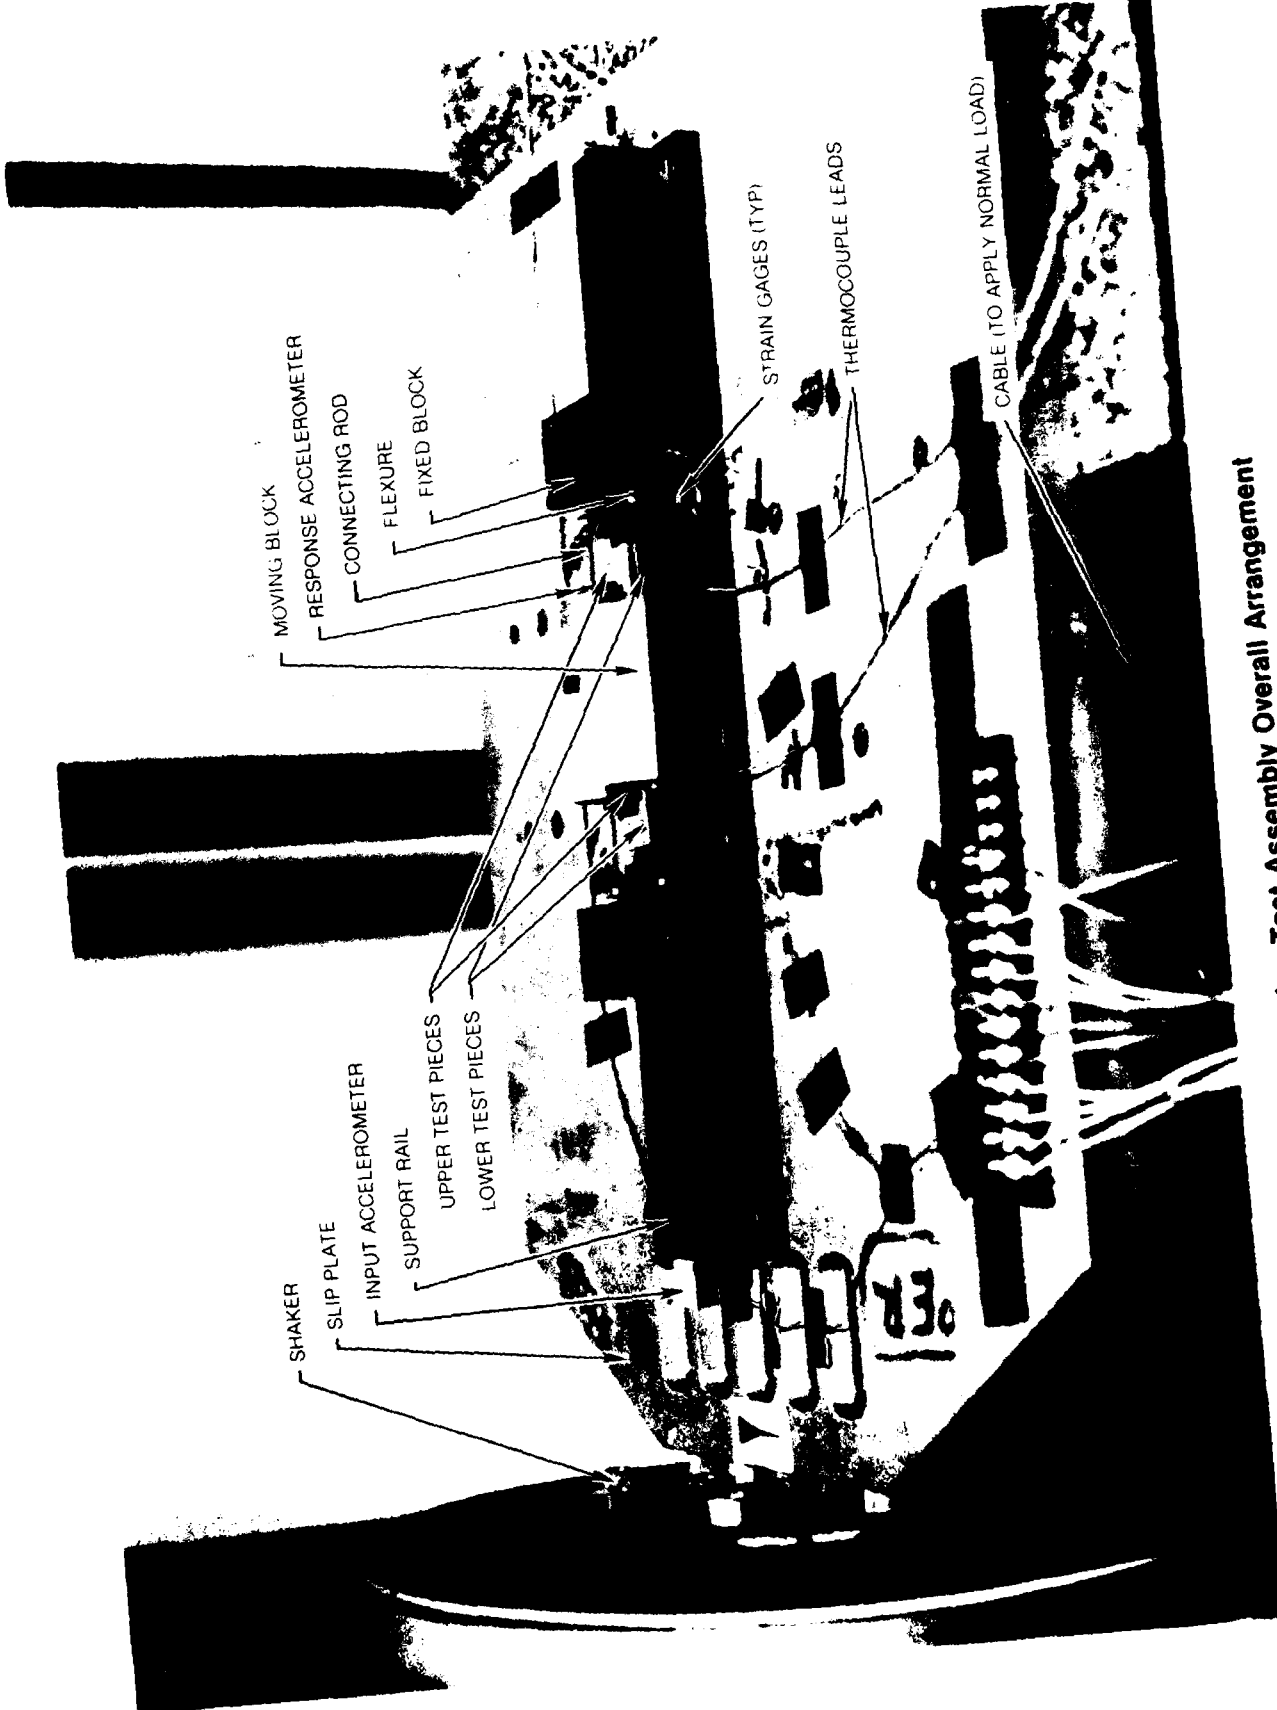 SHAKER
SLIP PLATE
INPUT ACCELEROMETER
SUPPORT RAIL
UPPER TEST PIECES
LOWER TEST PIECES
MOVING BLOCK
RESPONSE ACCELEROMETER
CONNECTING ROD
FLEXURE
FIXED BLOCK
STRAIN GAGES (TYP)
THERMOCOUPLE LEADS
CABLE (TO APPLY NORMAL LOAD)
Y
Test Assembly Overall Arrangement